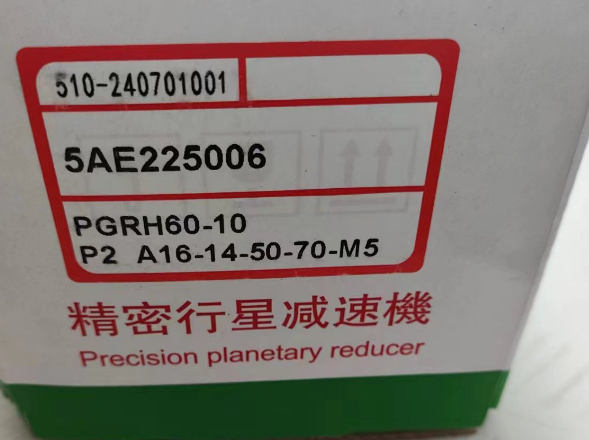 510-240701001
5AE225006
PGRH60-10
P2 A16-14-50-70-M5
精密行星减速機
Precision planetary reducer